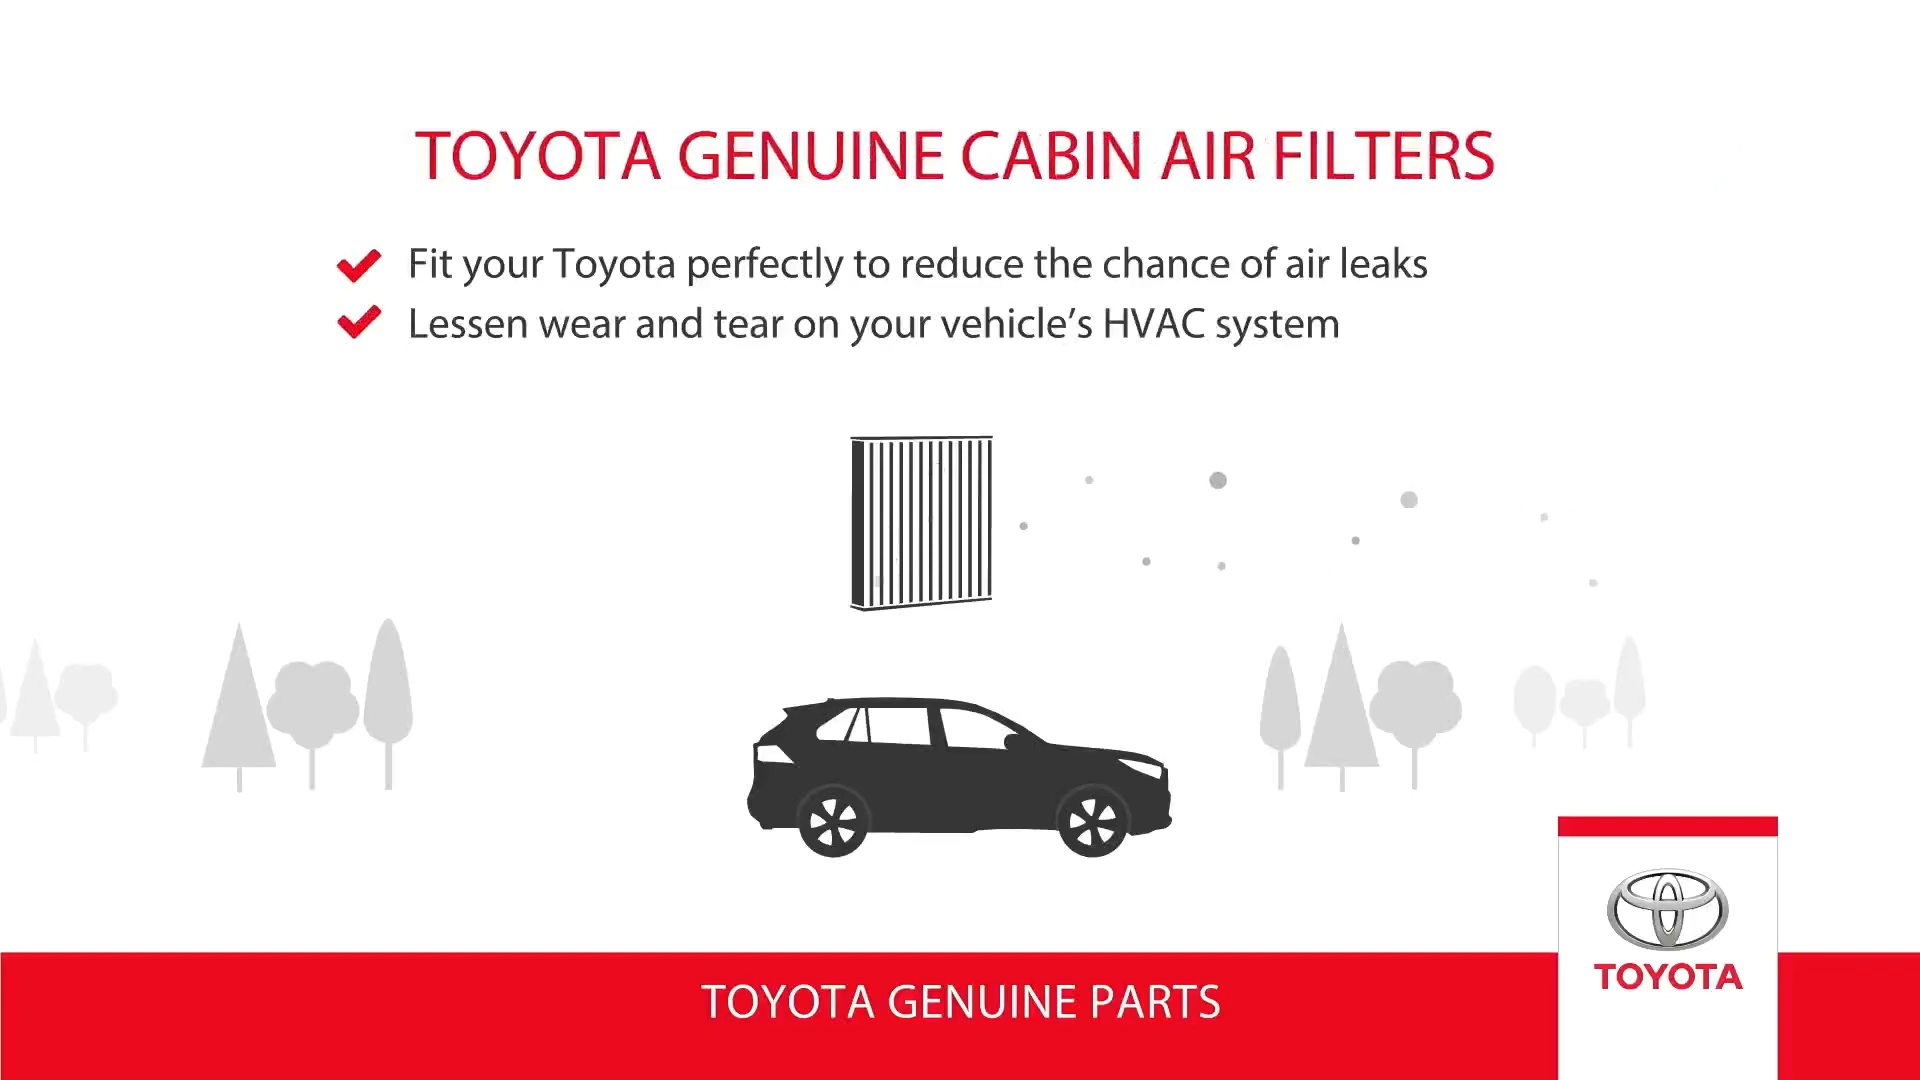 TOYOTA GENUINE CABIN AIR FILTERS
Fit your Toyota perfectly to reduce the chance of air leaks
Lessen wear and tear on your vehicle’s HVAC system
TOYOTA GENUINE PARTS
TOYOTA